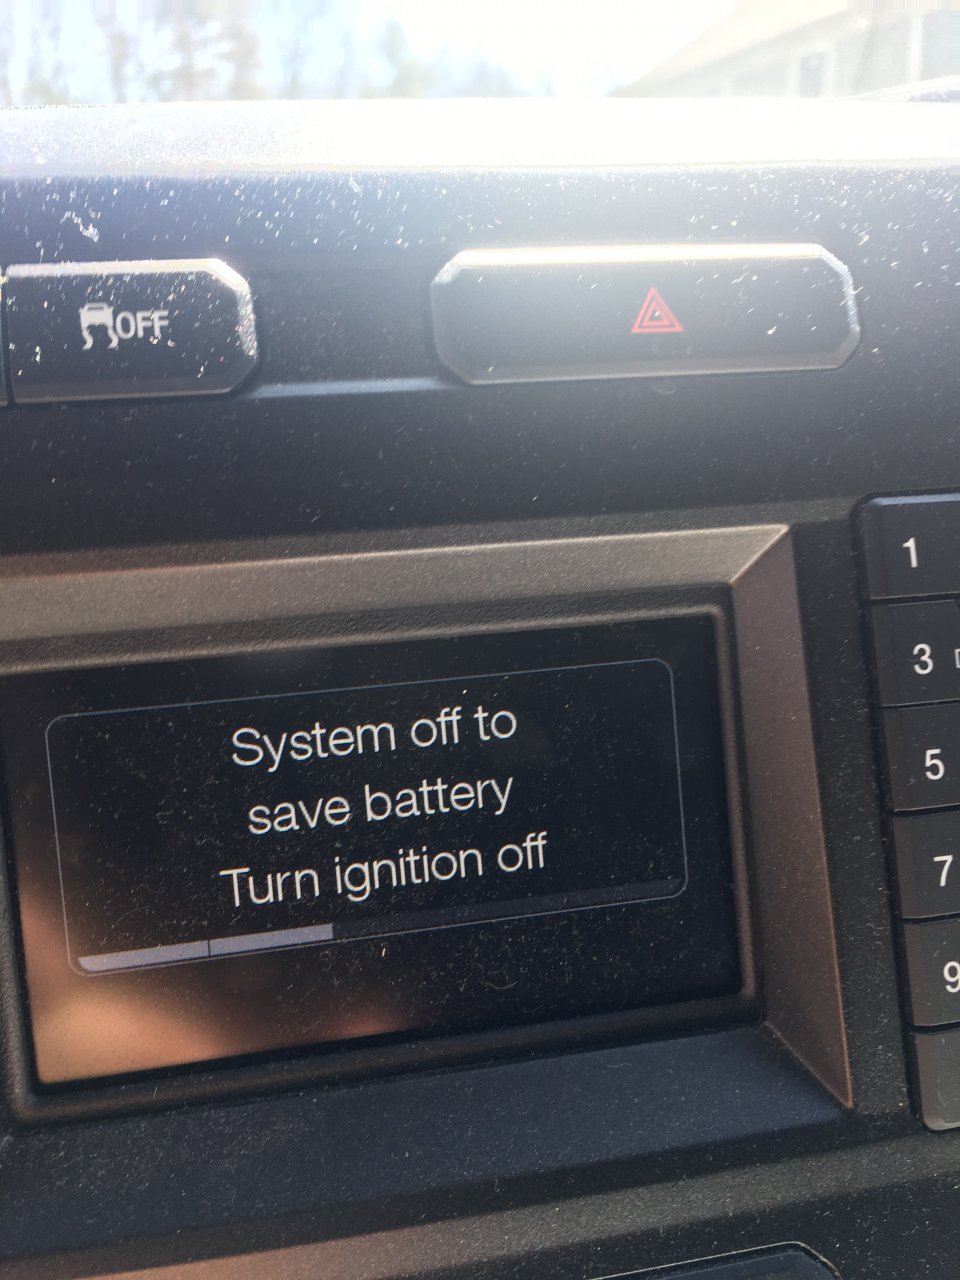 OFF
1
3
5
7
9
System off to
save battery
Turn ignition off